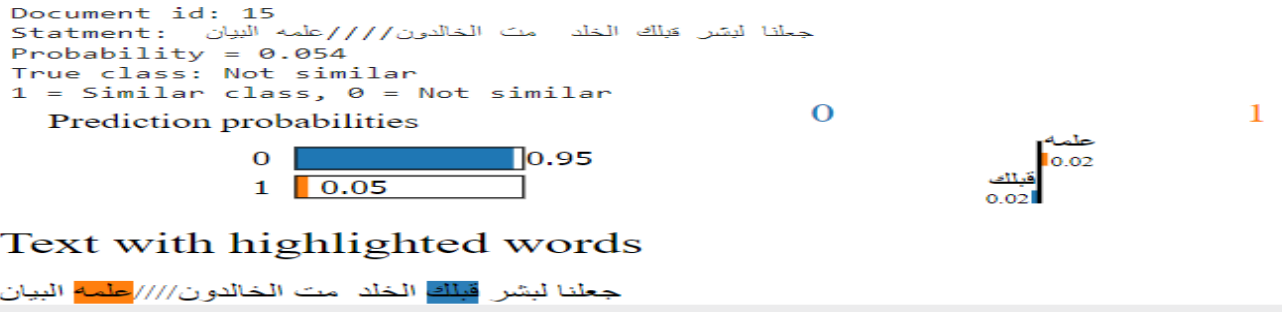 Document id: 15
Statment: جعلنا لبشر قبلك الخلد مت الخالدون////علمه البيان
Probability = 0.054
True class: Not similar
1 = Similar class, 0 = Not similar
Prediction probabilities
0 0.95
1 0.05
0 1
علمه
0.02
قبلك
0.02
Text with highlighted words
جعلنا لبشر قبلك الخلد مت الخالدون////علمه البيان